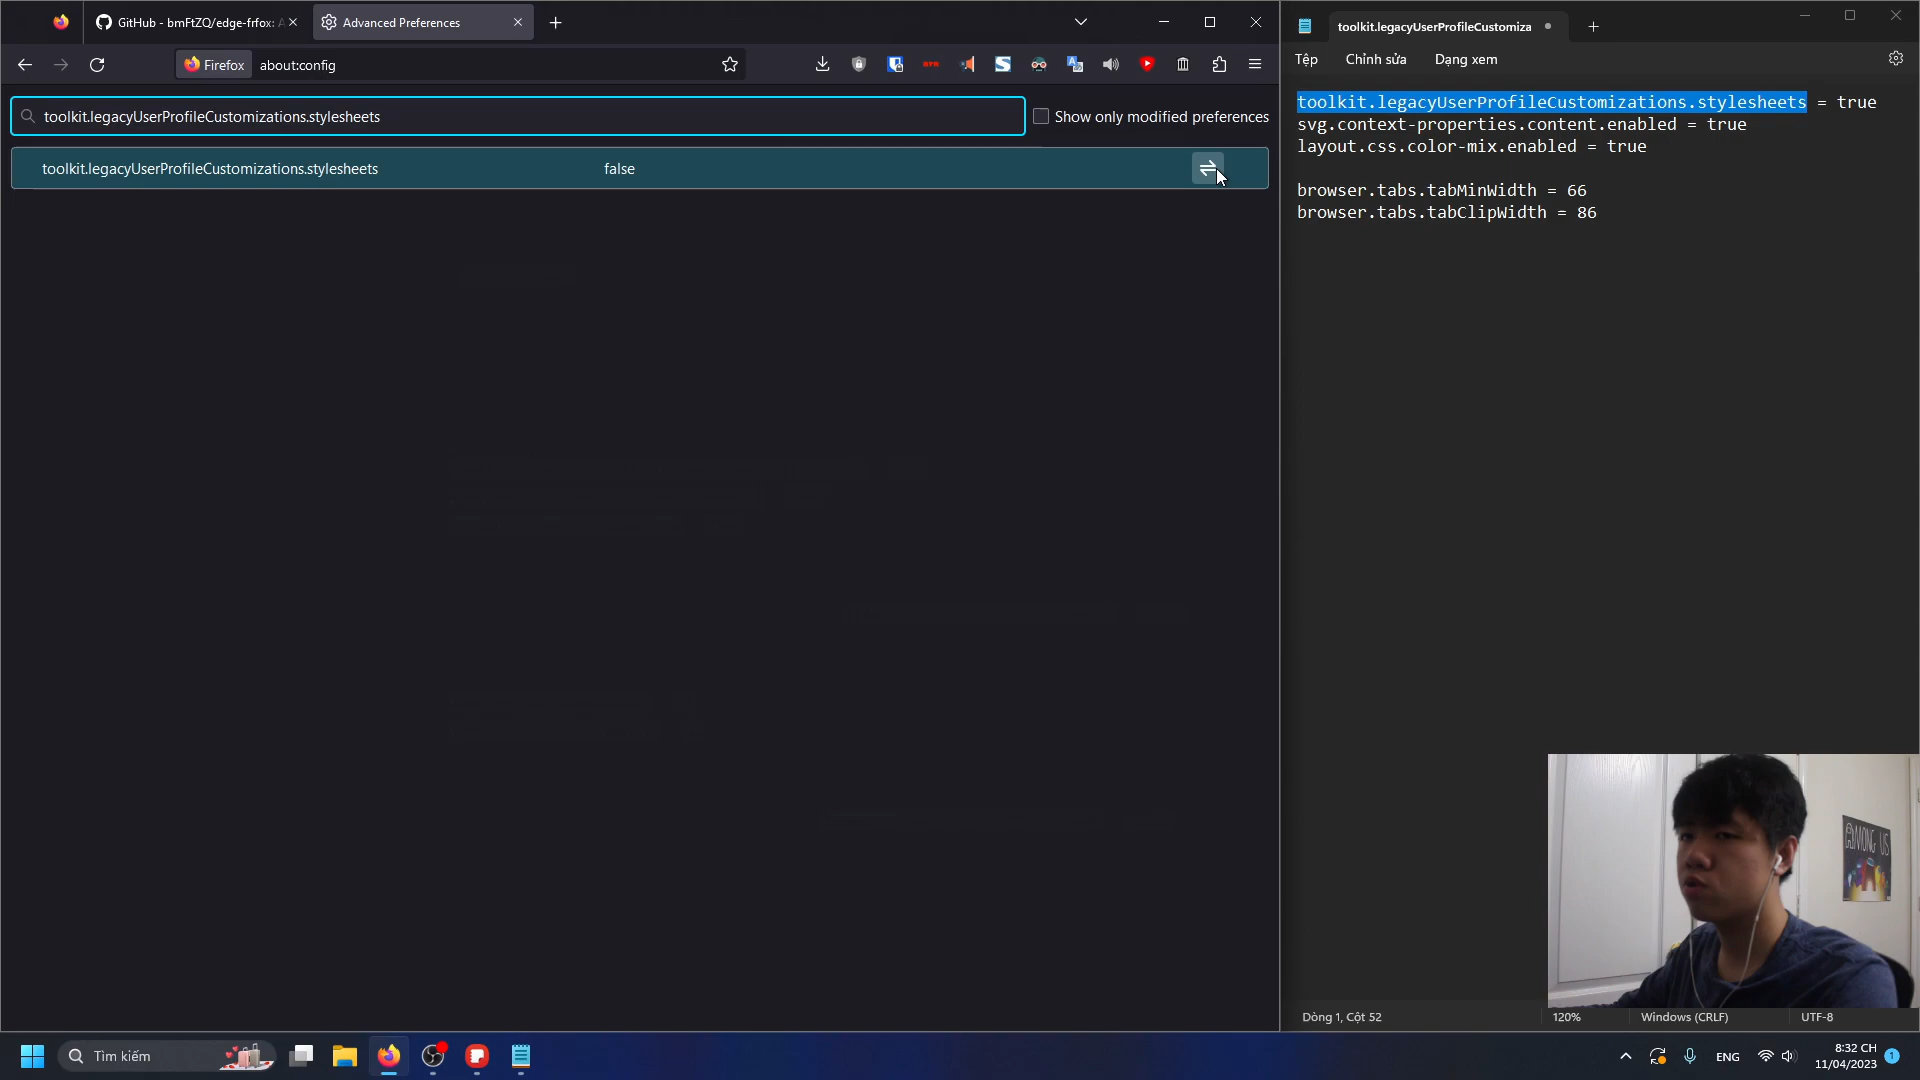 GitHub - bmFtZQ/edge-frfox: A
Advanced Preferences
Firefox
about:config
toolkit.legacyUserProfileCustomizations.stylesheets
Show only modified preferences
toolkit.legacyUserProfileCustomizations.stylesheets
false
toolkit.legacyUserProfileCustomiza
Tệp
Chỉnh sửa
Dạng xem
toolkit.legacyUserProfileCustomizations.stylesheets = true
svg.context-properties.content.enabled = true
layout.css.color-mix.enabled = true
browser.tabs.tabMinWidth = 66
browser.tabs.tabClipWidth = 86
AMONG US
Dòng 1, Cột 52
120%
Windows (CRLF)
UTF-8
Tìm kiếm
ENG
8:32 CH
11/04/2023
1